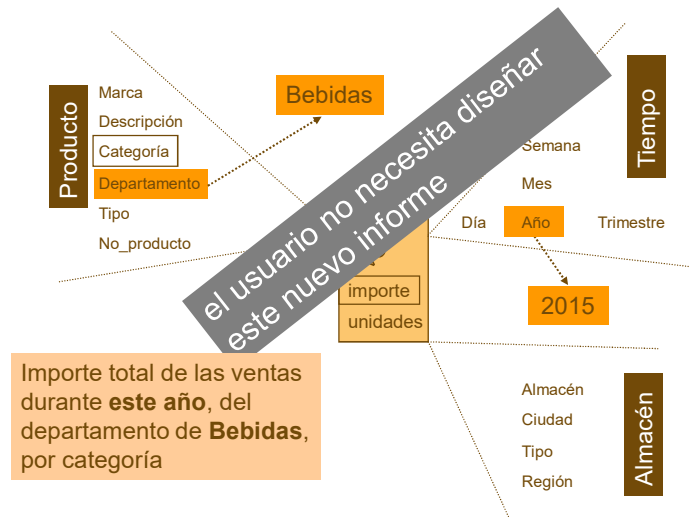 Producto
Marca
Descripción
Categoría
Departamento
Tipo
No_producto
Bebidas
el usuario no necesita diseñar
este nuevo informe
Tiempo
Semana
Mes
Día
Año
Trimestre
2015
importe
unidades
Importe total de las ventas
durante este año, del
departamento de Bebidas,
por categoría
Almacén
Ciudad
Tipo
Región
Almacén